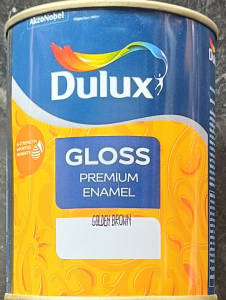 AkzoNobel
Dulux
GLOSS
PREMIUM
ENAMEL
GOLDEN BROWN